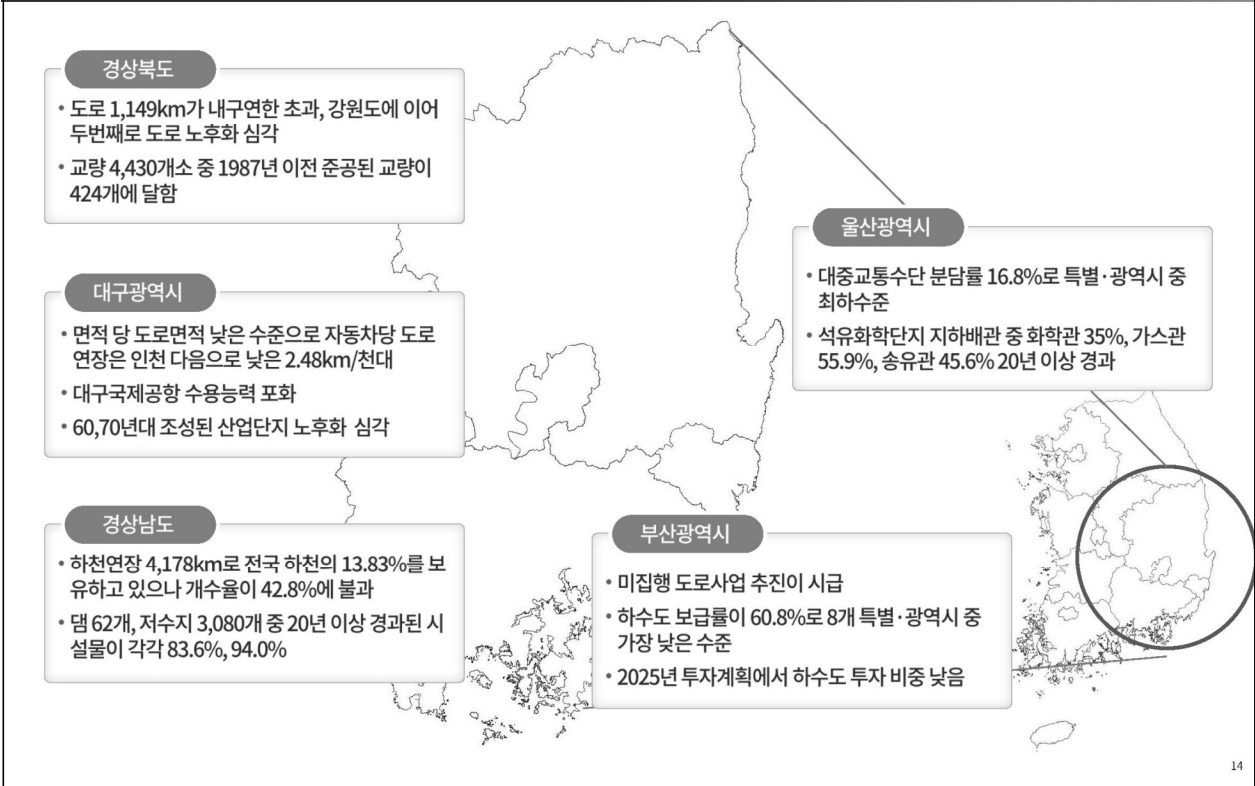 경상북도
• 도로 1,149km가 내구연한 초과, 강원도에 이어
두번째로 도로 노후화 심각
• 교량 4,430개소 중 1987년 이전 준공된 교량이
424개에 달함
대구광역시
• 면적 당 도로면적 낮은 수준으로 자동차당 도로
연장은 인천 다음으로 낮은 2.48km/천대
• 대구국제공항 수용능력 포화
• 60,70년대 조성된 산업단지 노후화 심각
경상남도
• 하천연장 4,178km로 전국 하천의 13.83%를 보
유하고 있으나 개수율이 42.8%에 불과
• 댐 62개, 저수지 3,080개 중 20년 이상 경과된 시
설물이 각각 83.6%, 94.0%
울산광역시
• 대중교통수단 분담률 16.8%로 특별·광역시 중
최하수준
• 석유화학단지 지하배관 중 화학관 35%, 가스관
55.9%, 송유관 45.6% 20년 이상 경과
부산광역시
• 미집행 도로사업 추진이 시급
• 하수도 보급률이 60.8%로 8개 특별·광역시 중
가장 낮은 수준
• 2025년 투자계획에서 하수도 투자 비중 낮음
14